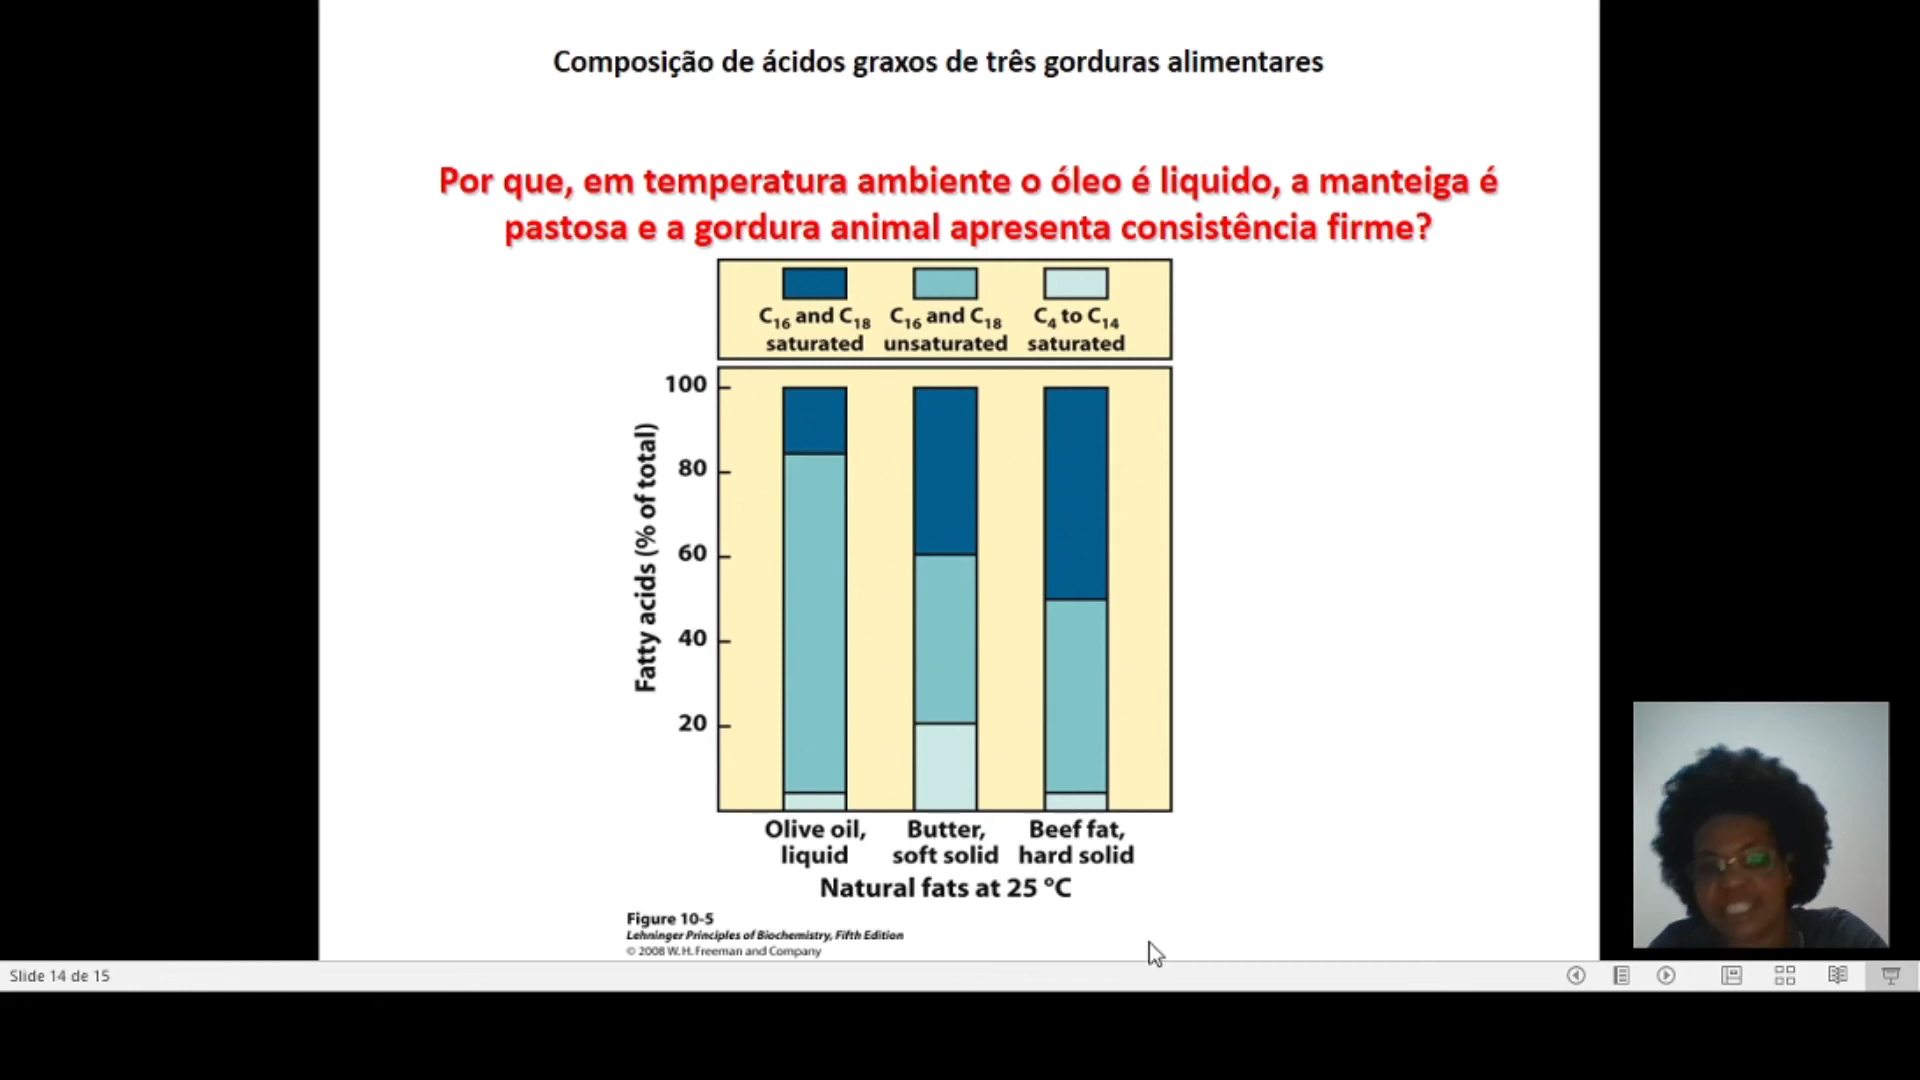 Composição de ácidos graxos de três gorduras alimentares
Por que, em temperatura ambiente o óleo é liquido, a manteiga é
pastosa e a gordura animal apresenta consistência firme?
C16 and C18 saturated
C16 and C18 unsaturated
C4 to C14 saturated
Fatty acids (% of total)
100
80
60
40
20
Olive oil, liquid
Butter, soft solid
Beef fat, hard solid
Natural fats at 25 °C
Figure 10-5
Lehninger Principles of Biochemistry, Fifth Edition
© 2008 W. H. Freeman and Company
Slide 14 de 15